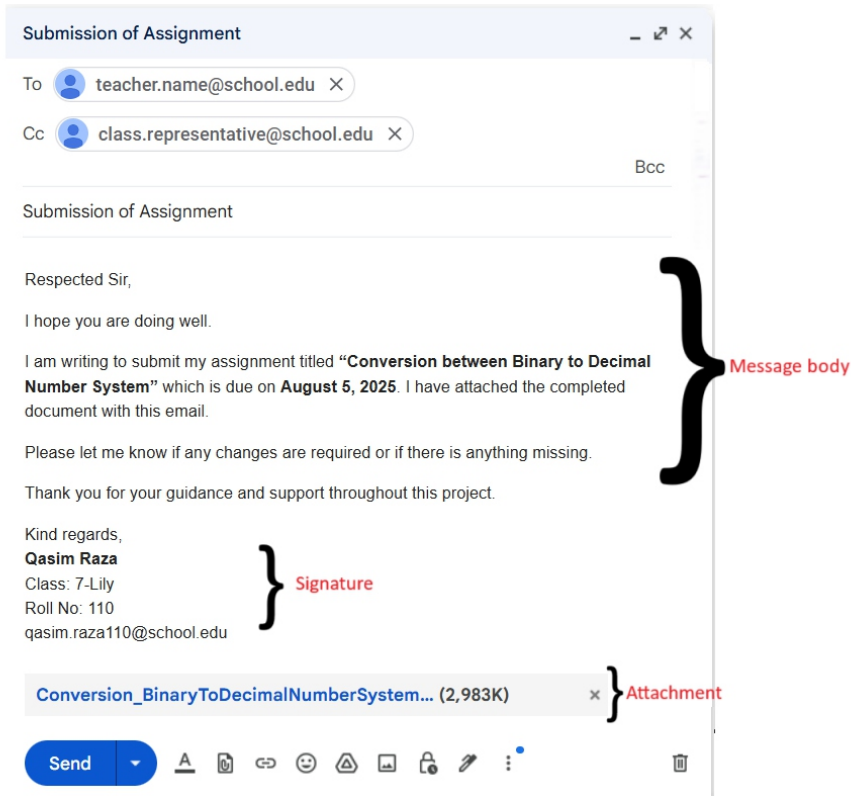 Submission of Assignment
To teacher.name@school.edu
Cc class.representative@school.edu
Bcc
Submission of Assignment
Respected Sir,
I hope you are doing well.
I am writing to submit my assignment titled “Conversion between Binary to Decimal
Number System” which is due on August 5, 2025. I have attached the completed
document with this email.
Message body
Please let me know if any changes are required or if there is anything missing.
Thank you for your guidance and support throughout this project.
Kind regards,
Qasim Raza
Class: 7-Lily
Signature
Roll No: 110
qasim.raza110@school.edu
Conversion_BinaryToDecimalNumberSystem... (2,983K)
Attachment
Send